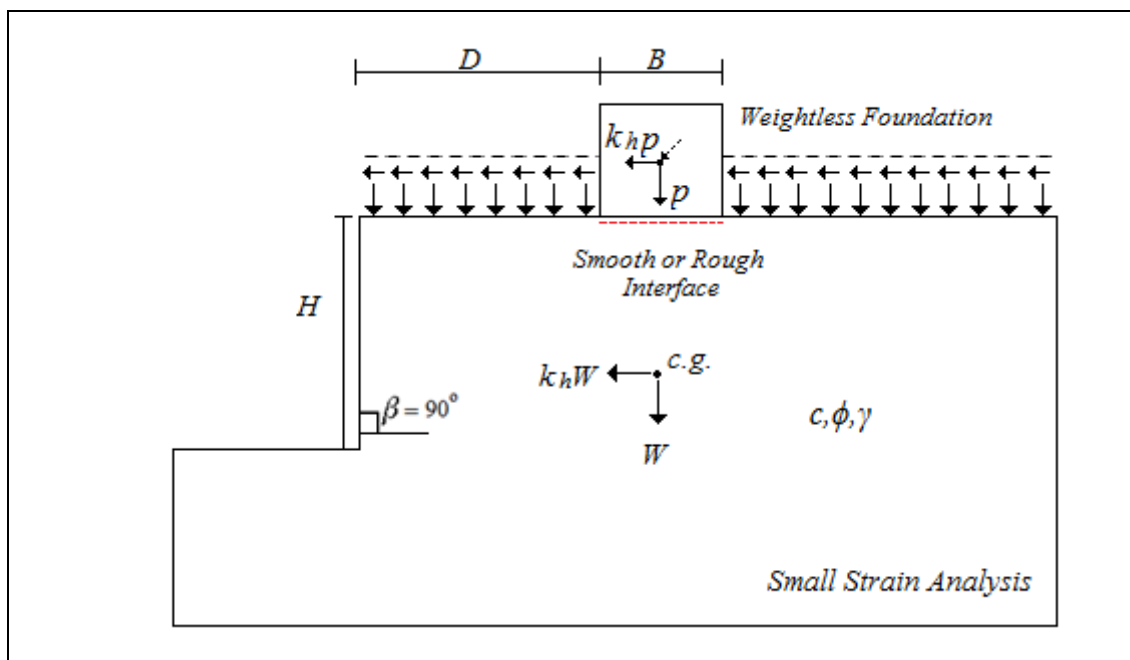 D B
Weightless Foundation
k_h p
p
Smooth or Rough
Interface
H
c.g.
k_h W
β = 90°
c,ϕ,γ
W
Small Strain Analysis